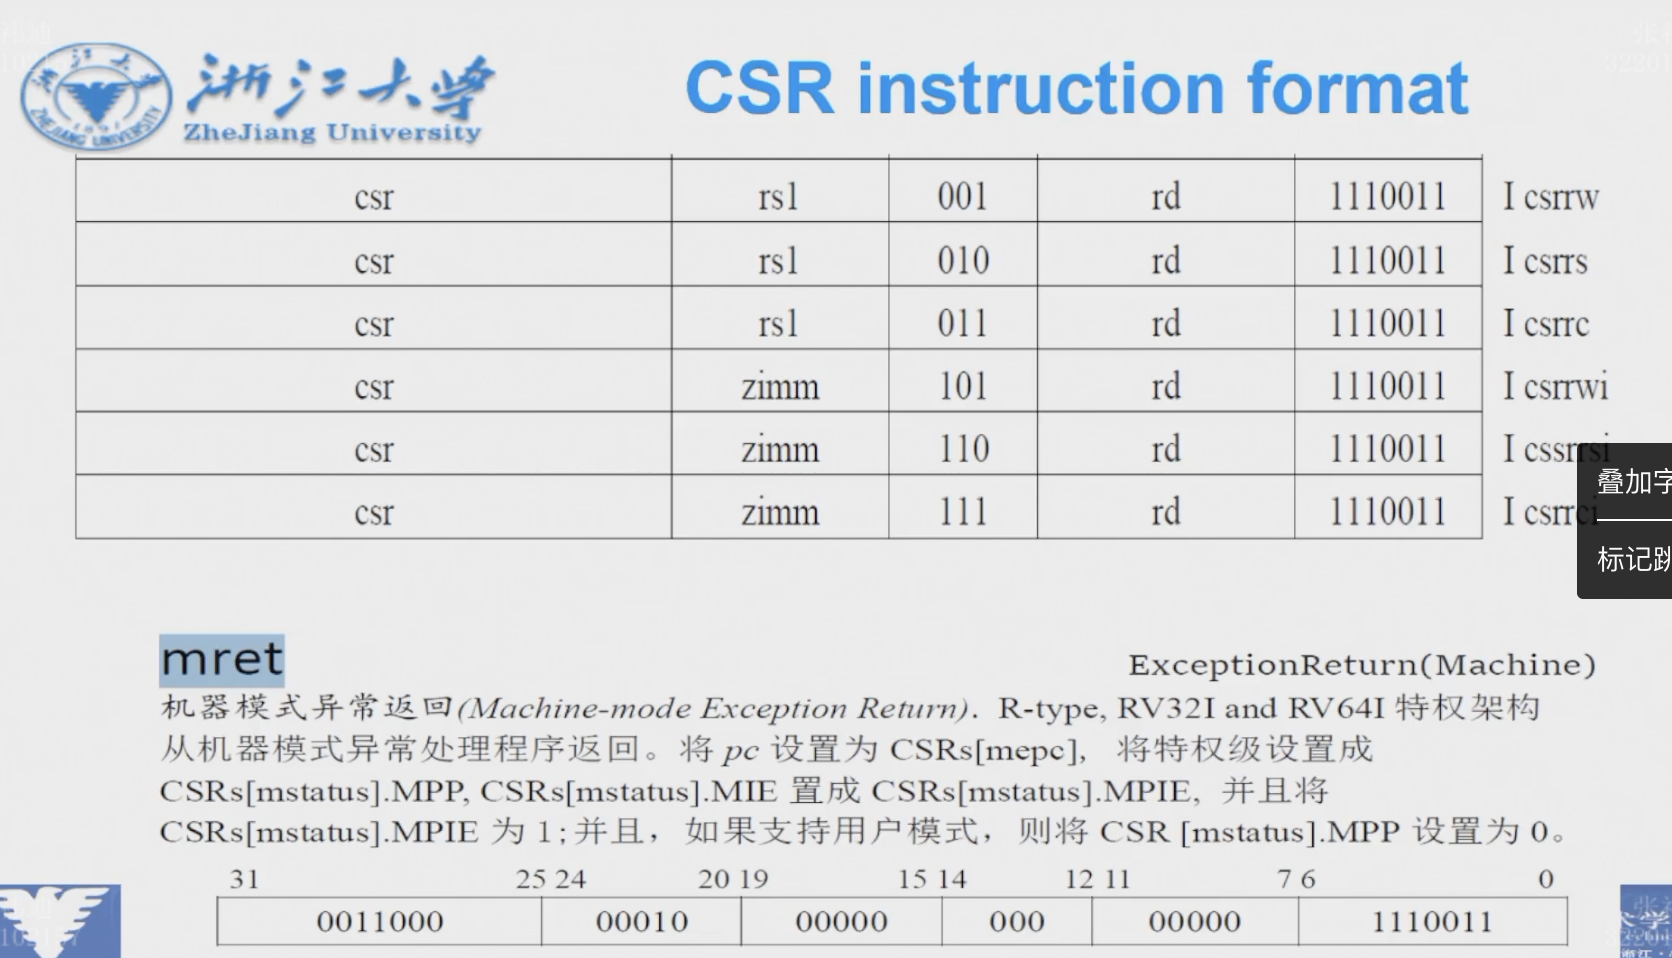 浙江大学
ZheJiang University
CSR instruction format
csr rs1 001 rd 1110011 I csrrw
csr rs1 010 rd 1110011 I csrrs
csr rs1 011 rd 1110011 I csrrc
csr zimm 101 rd 1110011 I csrrwi
csr zimm 110 rd 1110011 I cssrrsi
csr zimm 111 rd 1110011 I csrrci
叠加字
标记跳
mret
ExceptionReturn(Machine)
机器模式异常返回(Machine-mode Exception Return). R-type, RV32I and RV64I 特权架构
从机器模式异常处理程序返回。将 pc 设置为 CSRs[mepc], 将特权级设置成
CSRs[mstatus].MPP, CSRs[mstatus].MIE 置成 CSRs[mstatus].MPIE, 并且将
CSRs[mstatus].MPIE 为 1;并且，如果支持用户模式，则将 CSR [mstatus].MPP 设置为 0。
31 25 24 20 19 15 14 12 11 7 6 0
0011000 00010 00000 000 00000 1110011